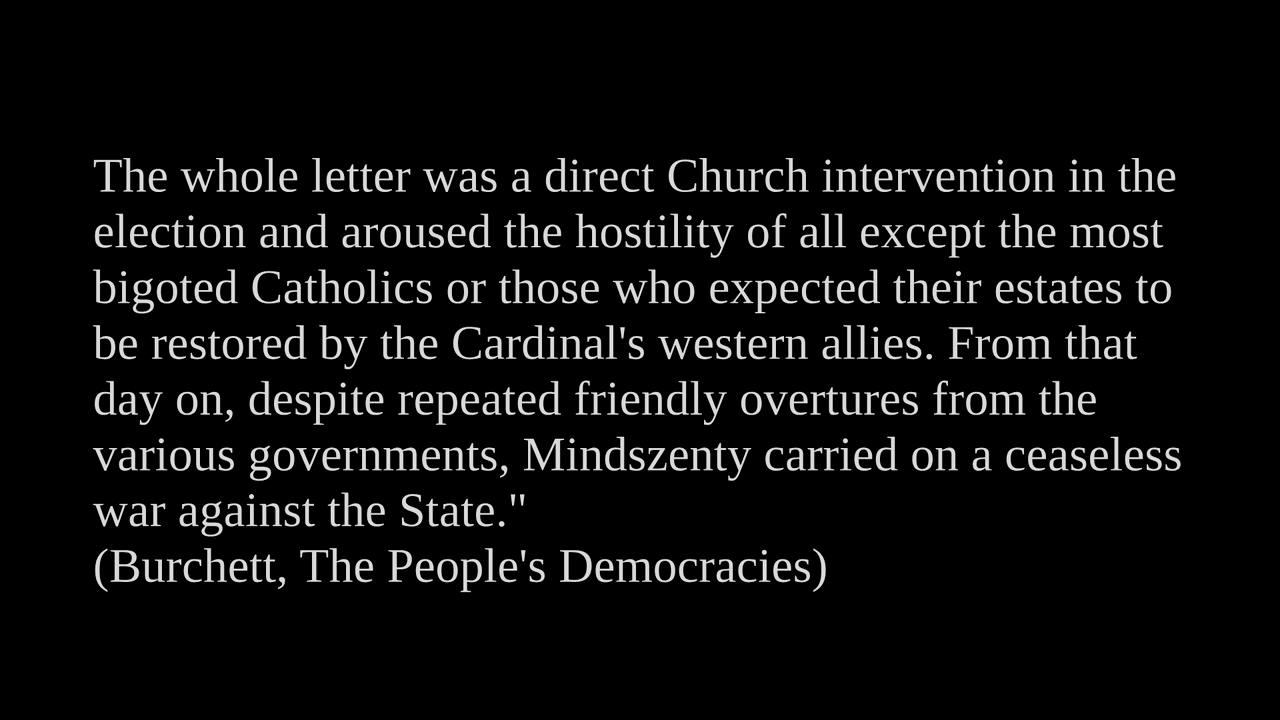 The whole letter was a direct Church intervention in the
election and aroused the hostility of all except the most
bigoted Catholics or those who expected their estates to
be restored by the Cardinal's western allies. From that
day on, despite repeated friendly overtures from the
various governments, Mindszenty carried on a ceaseless
war against the State."
(Burchett, The People's Democracies)